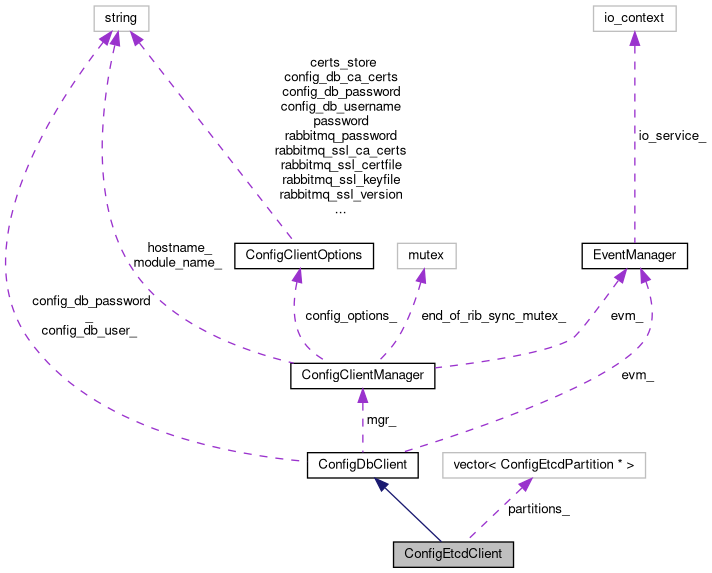 string
io_context
certs_store
config_db_ca_certs
config_db_password
config_db_username
password
rabbitmq_password
rabbitmq_ssl_ca_certs
rabbitmq_ssl_certfile
rabbitmq_ssl_keyfile
rabbitmq_ssl_version
...
io_service_
hostname_
module_name_
ConfigClientOptions
mutex
EventManager
config_db_password
_
config_db_user_
config_options_
end_of_rib_sync_mutex_
evm_
ConfigClientManager
evm_
mgr_
ConfigDbClient
vector< ConfigEtcdPartition * >
partitions_
ConfigEtcdClient